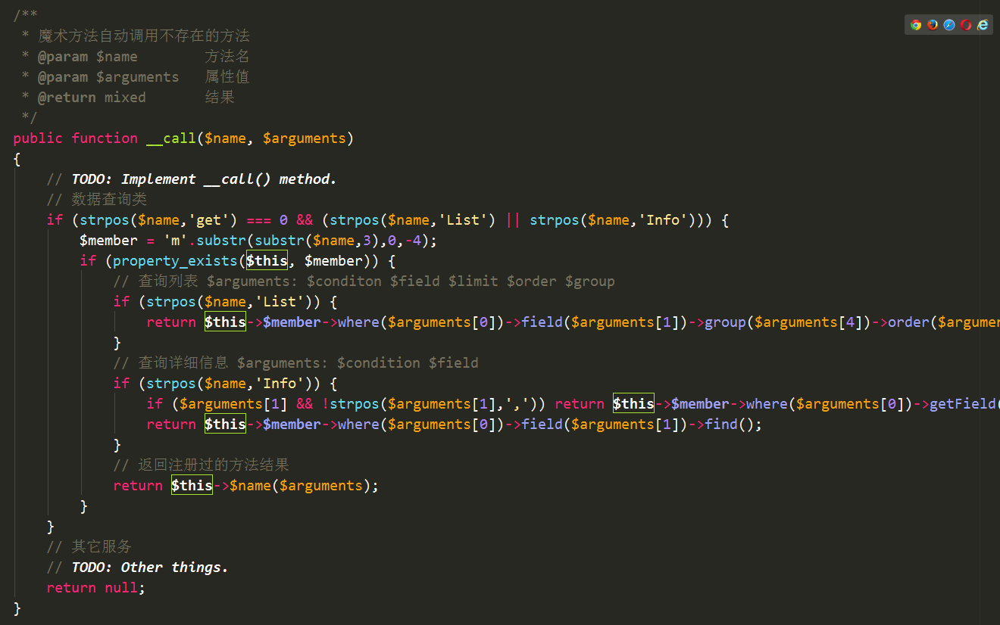 /**
 * 魔术方法自动调用不存在的方法
 * @param $name        方法名
 * @param $arguments   属性值
 * @return mixed       结果
 */
public function __call($name, $arguments)
{
    // TODO: Implement __call() method.
    // 数据查询类
    if (strpos($name,'get') === 0 && (strpos($name,'List') || strpos($name,'Info'))) {
        $member = 'm'.substr(substr($name,3),0,-4);
        if (property_exists($this, $member)) {
            // 查询列表 $arguments: $conditon $field $limit $order $group
            if (strpos($name,'List')) {
                return $this->$member->where($arguments[0])->field($arguments[1])->group($arguments[4])->order($argumen
            }
            // 查询详细信息 $arguments: $condition $field
            if (strpos($name,'Info')) {
                if ($arguments[1] && !strpos($arguments[1],',')) return $this->$member->where($arguments[0])->getField(
                return $this->$member->where($arguments[0])->field($arguments[1])->find();
            }
            // 返回注册过的方法结果
            return $this->$name($arguments);
        }
    }
    // 其它服务
    // TODO: Other things.
    return null;
}